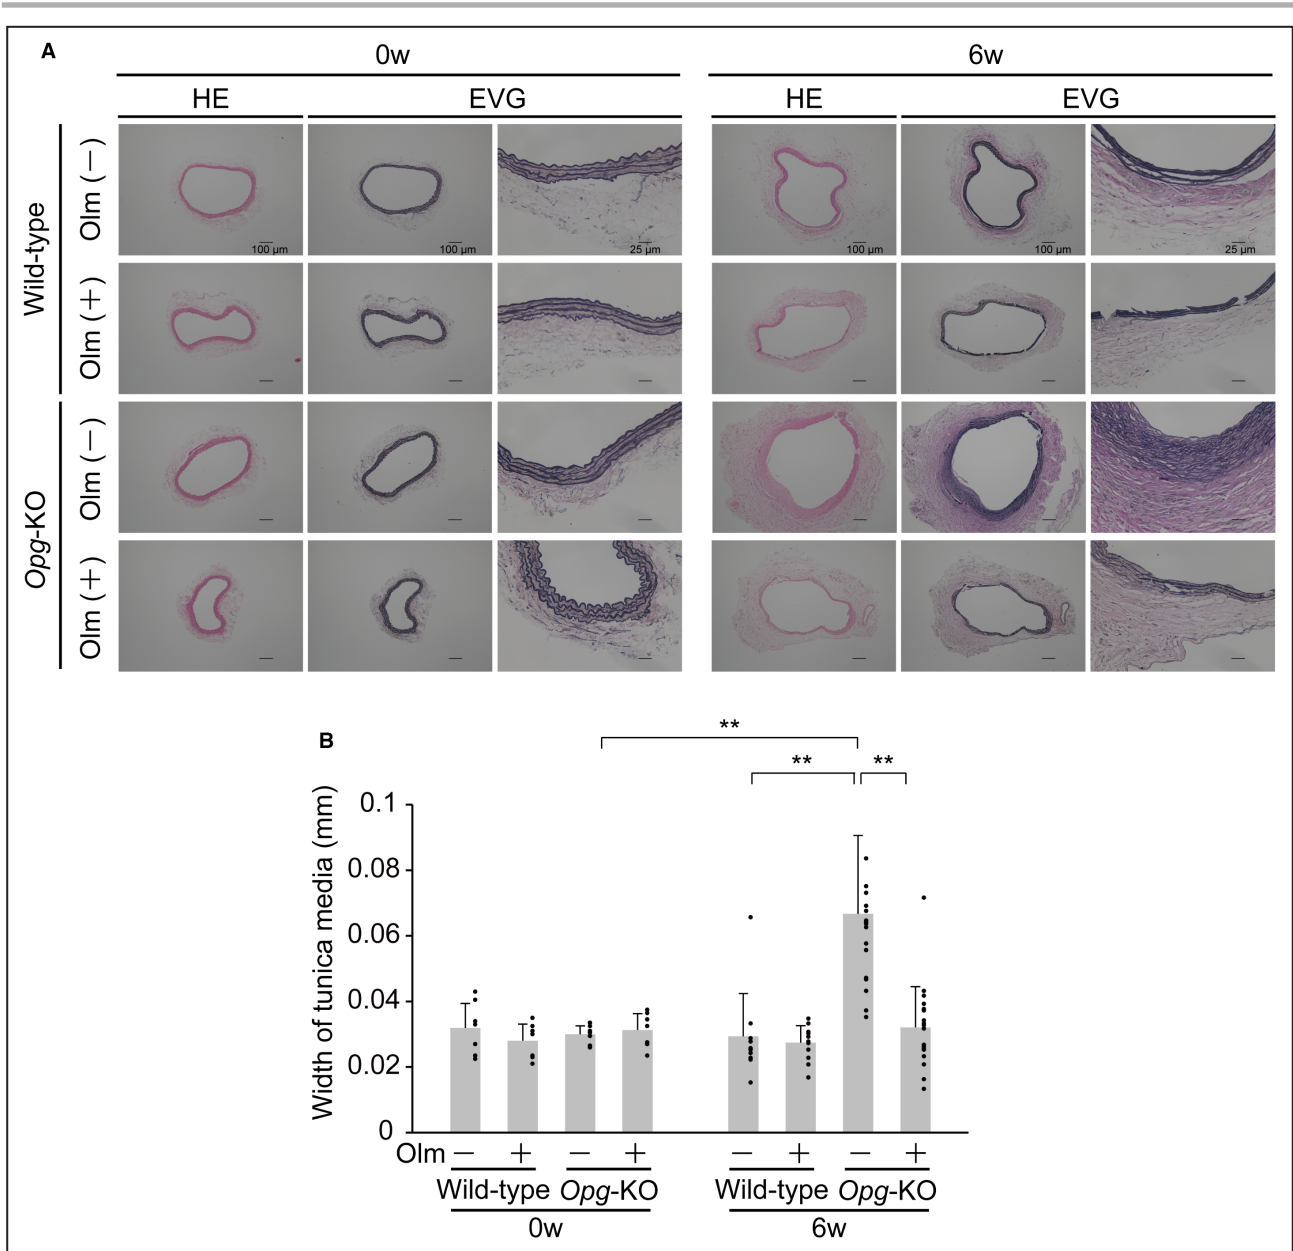 A
0w 6w
HE EVG HE EVG
Wild-type
Olm (−)
100 µm 100 µm 25 µm 100 µm 100 µm 25 µm
Olm (+)
Opg-KO
Olm (−)
Olm (+)
B
**
** **
Width of tunica media (mm)
0.1
0.08
0.06
0.04
0.02
0
Olm − + − + − + − +
Wild-type Opg-KO Wild-type Opg-KO
0w 6w